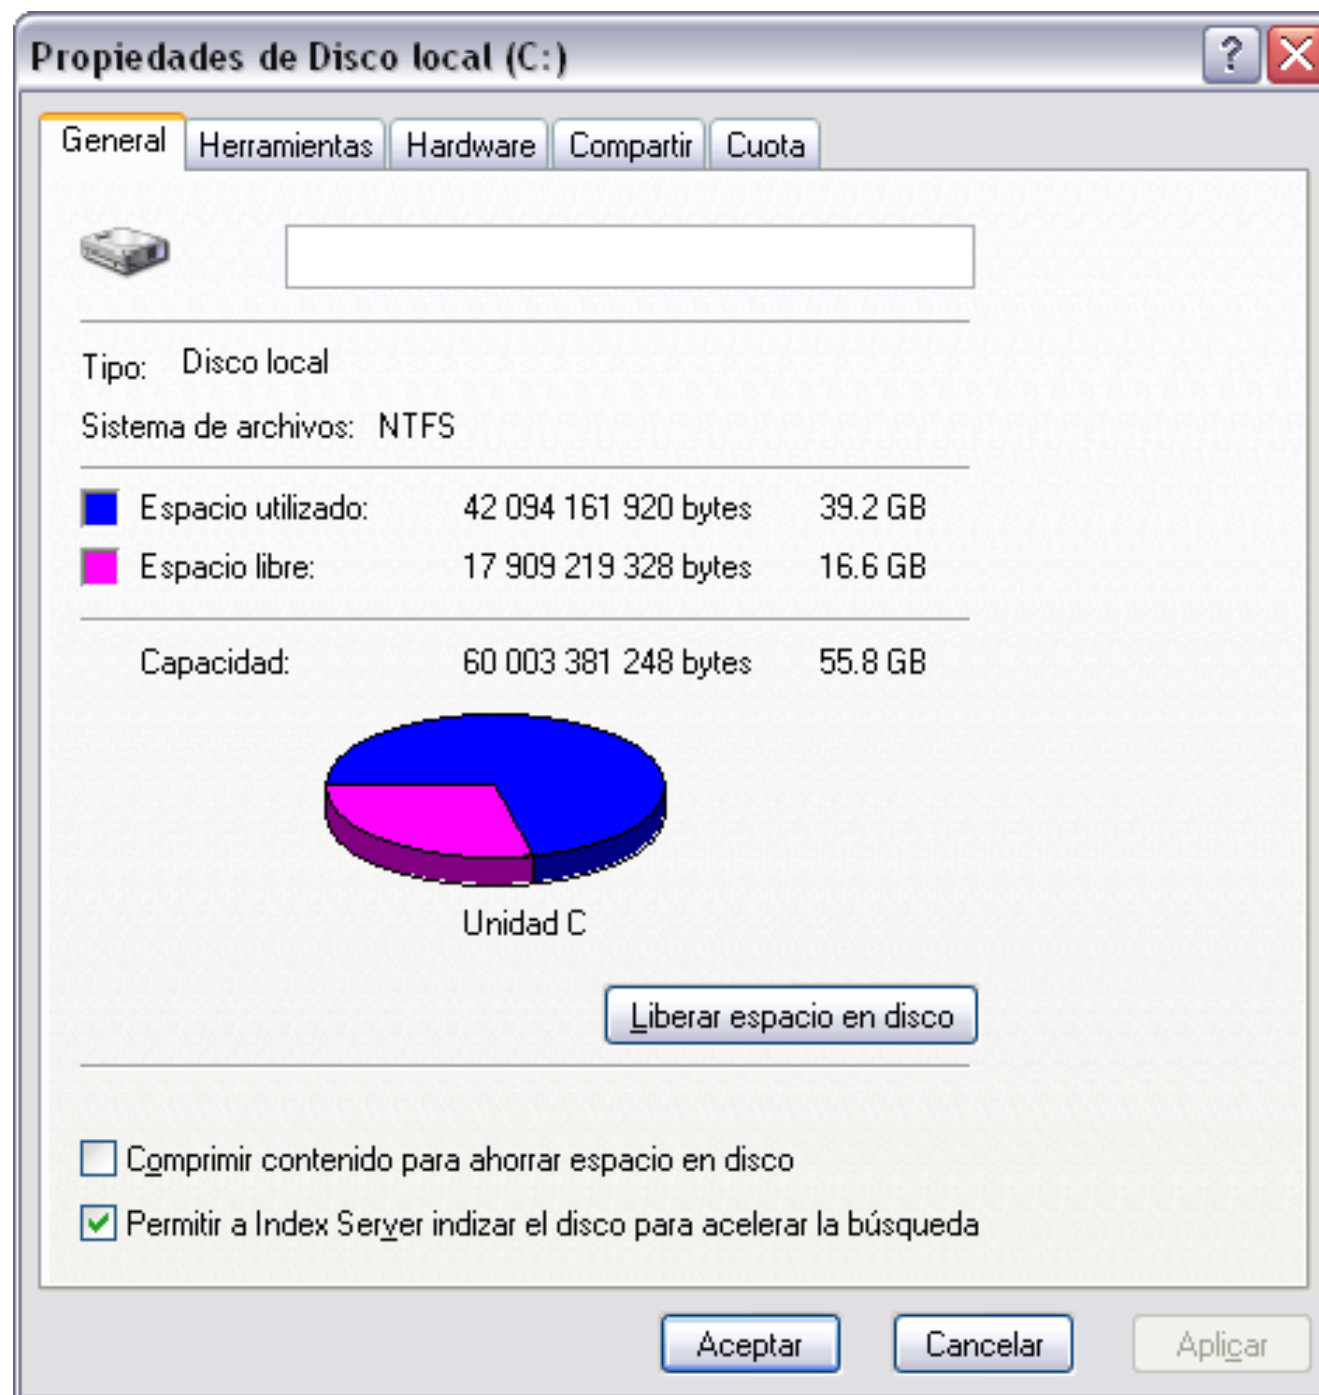 Propiedades de Disco local (C:)
General Herramientas Hardware Compartir Cuota
Tipo: Disco local
Sistema de archivos: NTFS
Espacio utilizado: 42 094 161 920 bytes 39.2 GB
Espacio libre: 17 909 219 328 bytes 16.6 GB
Capacidad: 60 003 381 248 bytes 55.8 GB
Unidad C
Liberar espacio en disco
Comprimir contenido para ahorrar espacio en disco
Permitir a Index Server indizar el disco para acelerar la búsqueda
Aceptar Cancelar Aplicar